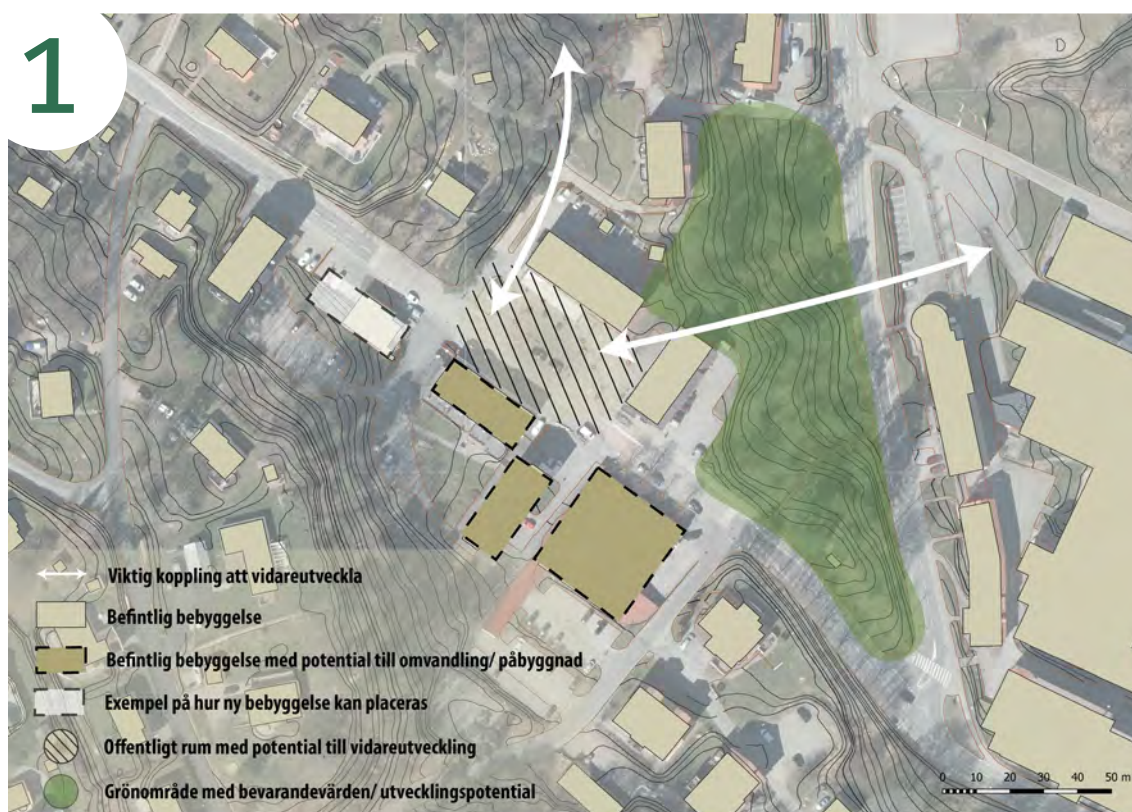 1
Viktig koppling att vidareutveckla
Befintlig bebyggelse
Befintlig bebyggelse med potential till omvandling/ påbyggnad
Exempel på hur ny bebyggelse kan placeras
Offentligt rum med potential till vidareutveckling
Grönområde med bevarandevärden/ utvecklingspotential
0 10 20 30 40 50 m